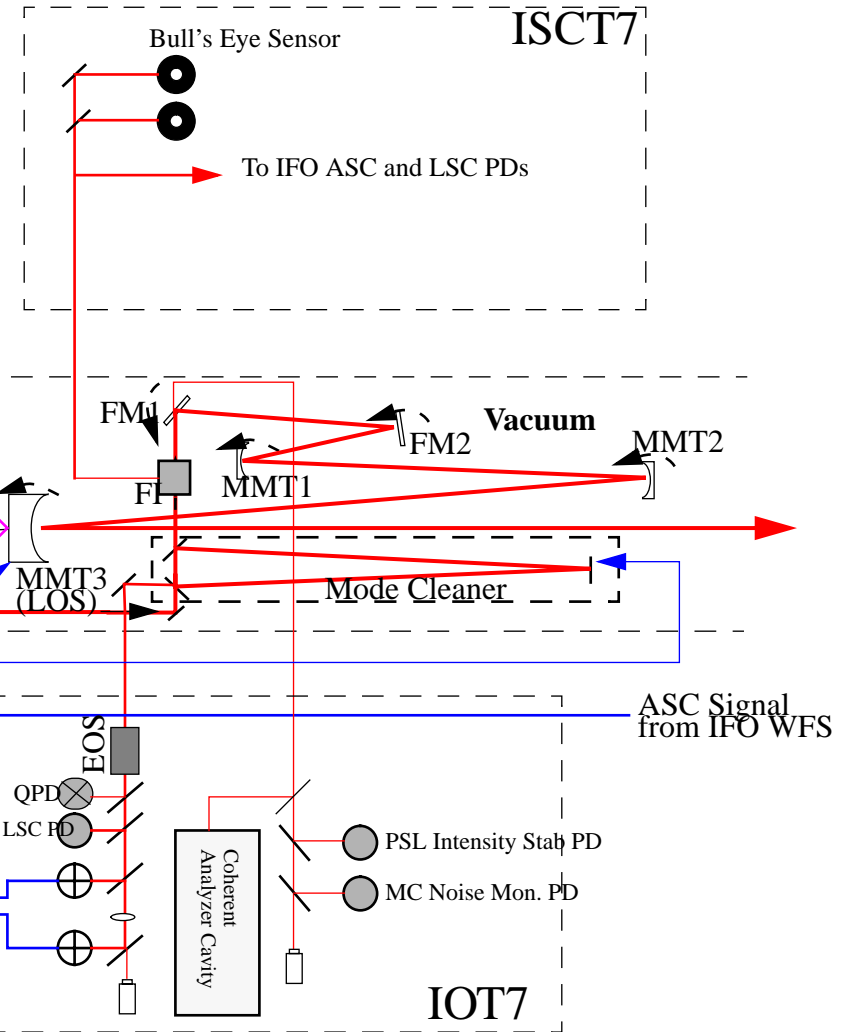 ISCT7
Bull's Eye Sensor
To IFO ASC and LSC PDs
FM1
Vacuum
FM2
MMT2
FI
MMT1
MMT3
(LOS)
Mode Cleaner
ASC Signal
from IFO WFS
EOS
QPD
LSC PD
Coherent
Analyzer Cavity
PSL Intensity Stab PD
MC Noise Mon. PD
IOT7